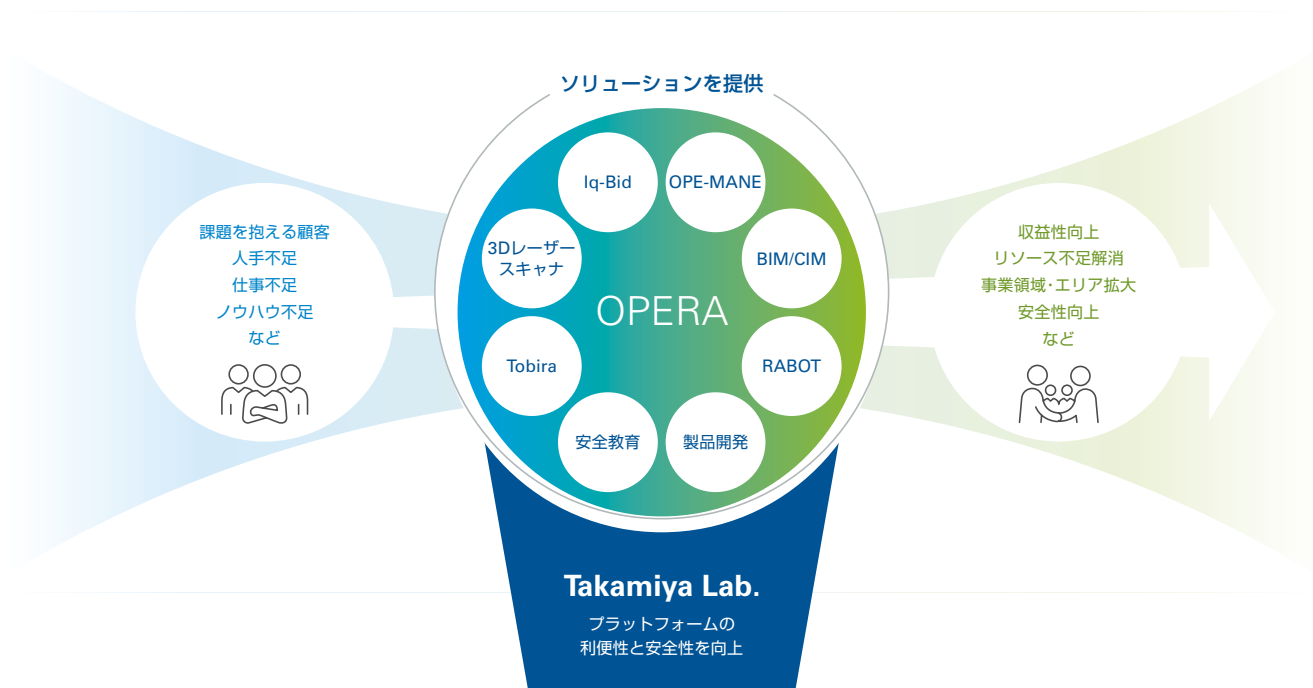 ソリューションを提供
課題を抱える顧客
人手不足
仕事不足
ノウハウ不足
など
Iq-Bid
OPE-MANE
3Dレーザー
スキャナ
BIM/CIM
OPERA
Tobira
RABOT
安全教育
製品開発
収益性向上
リソース不足解消
事業領域・エリア拡大
安全性向上
など
Takamiya Lab.
プラットフォームの
利便性と安全性を向上